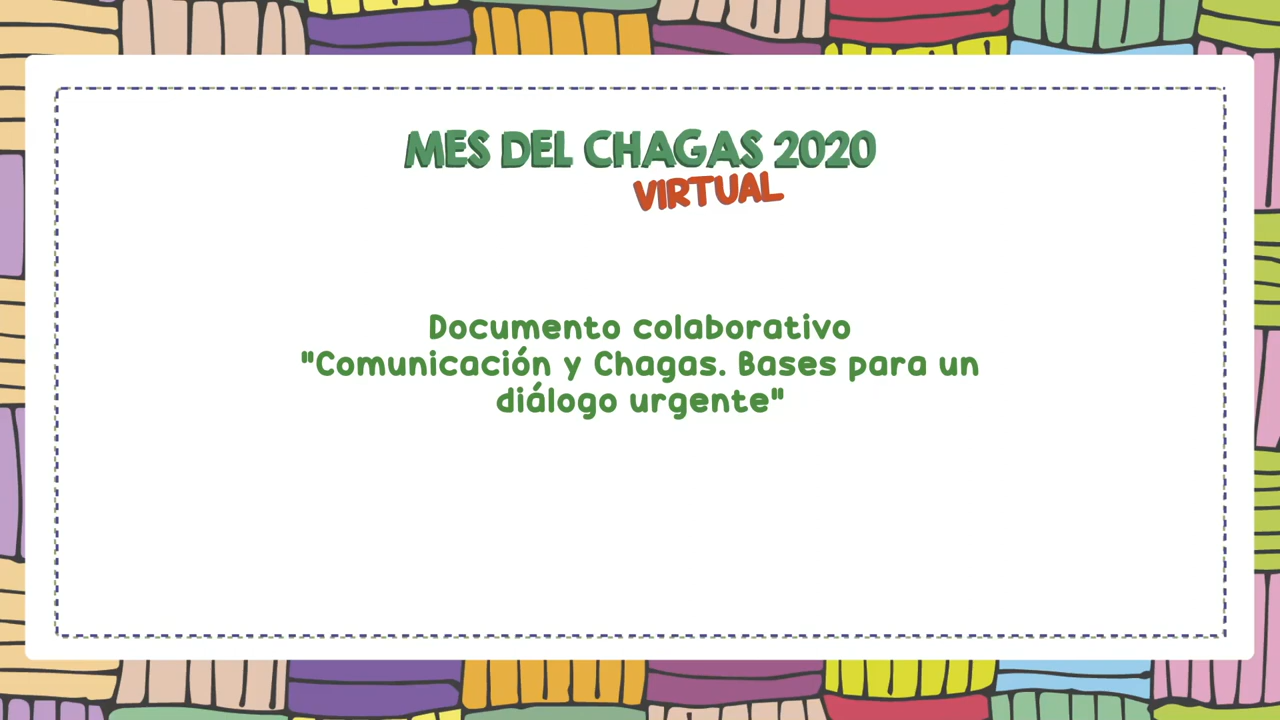 MES DEL CHAGAS 2020
VIRTUAL
Documento colaborativo
"Comunicación y Chagas. Bases para un
diálogo urgente"